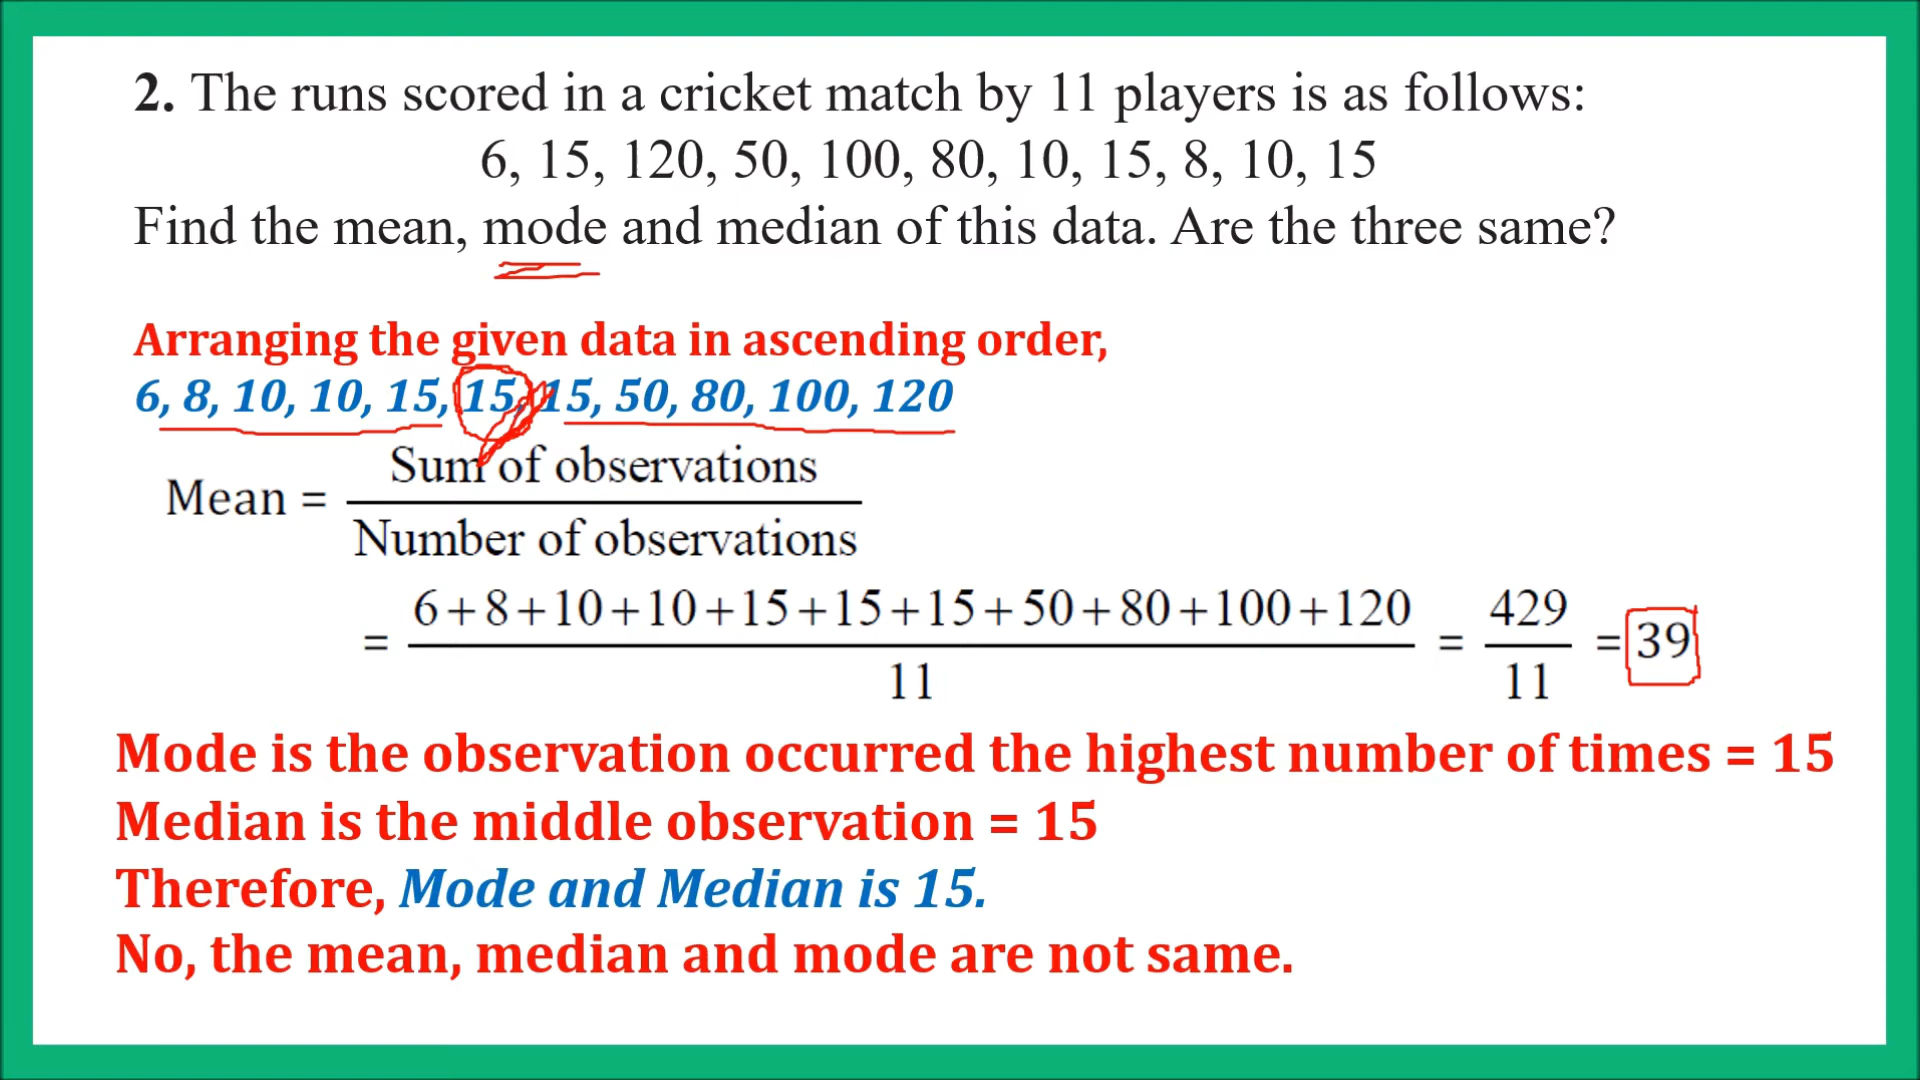 2. The runs scored in a cricket match by 11 players is as follows:
6, 15, 120, 50, 100, 80, 10, 15, 8, 10, 15
Find the mean, mode and median of this data. Are the three same?
Arranging the given data in ascending order,
6, 8, 10, 10, 15, 15, 15, 50, 80, 100, 120
Mean = Sum of observations
Number of observations
= 6+8+10+10+15+15+15+50+80+100+120 = 429 = 39
11 11
Mode is the observation occurred the highest number of times = 15
Median is the middle observation = 15
Therefore, Mode and Median is 15.
No, the mean, median and mode are not same.